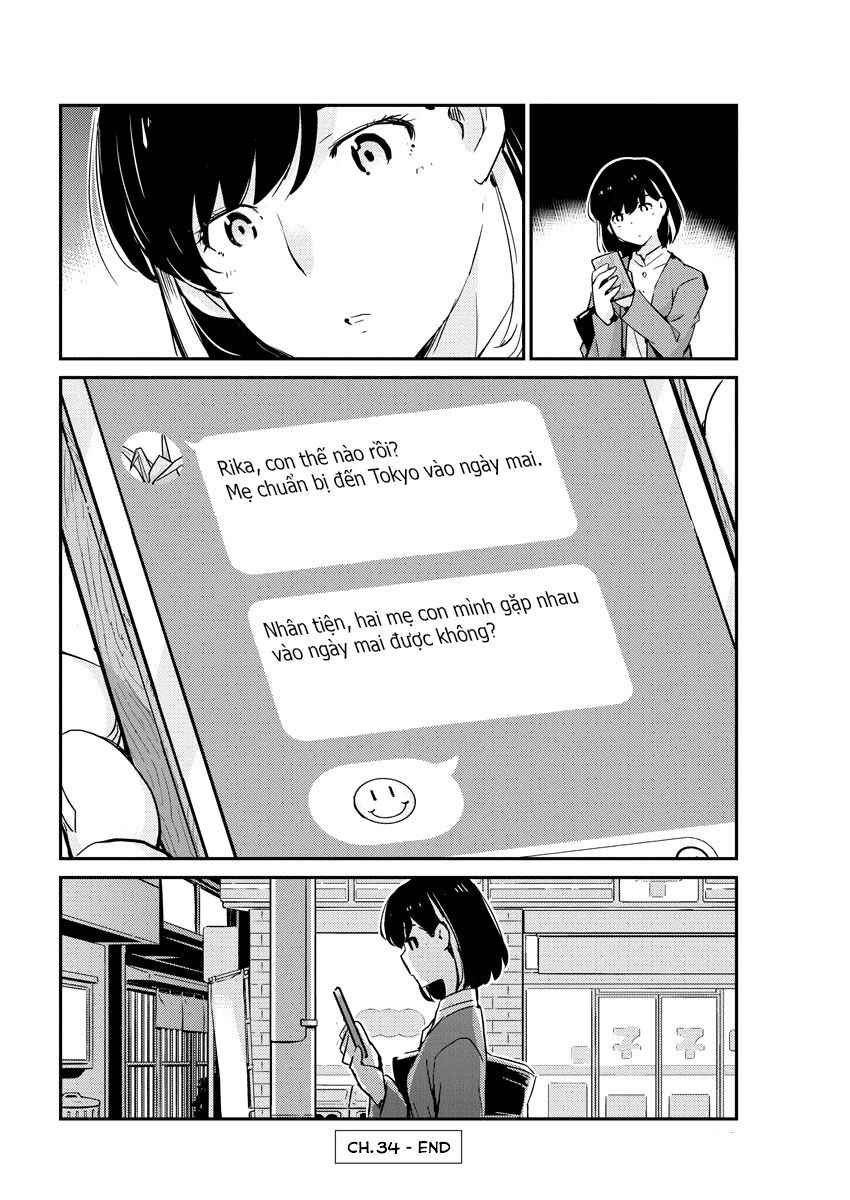 Rika, con thế nào rồi?
Mẹ chuẩn bị đến Tokyo vào ngày mai.
Nhân tiện, hai mẹ con mình gặp nhau
vào ngày mai được không?
CH.34 - END